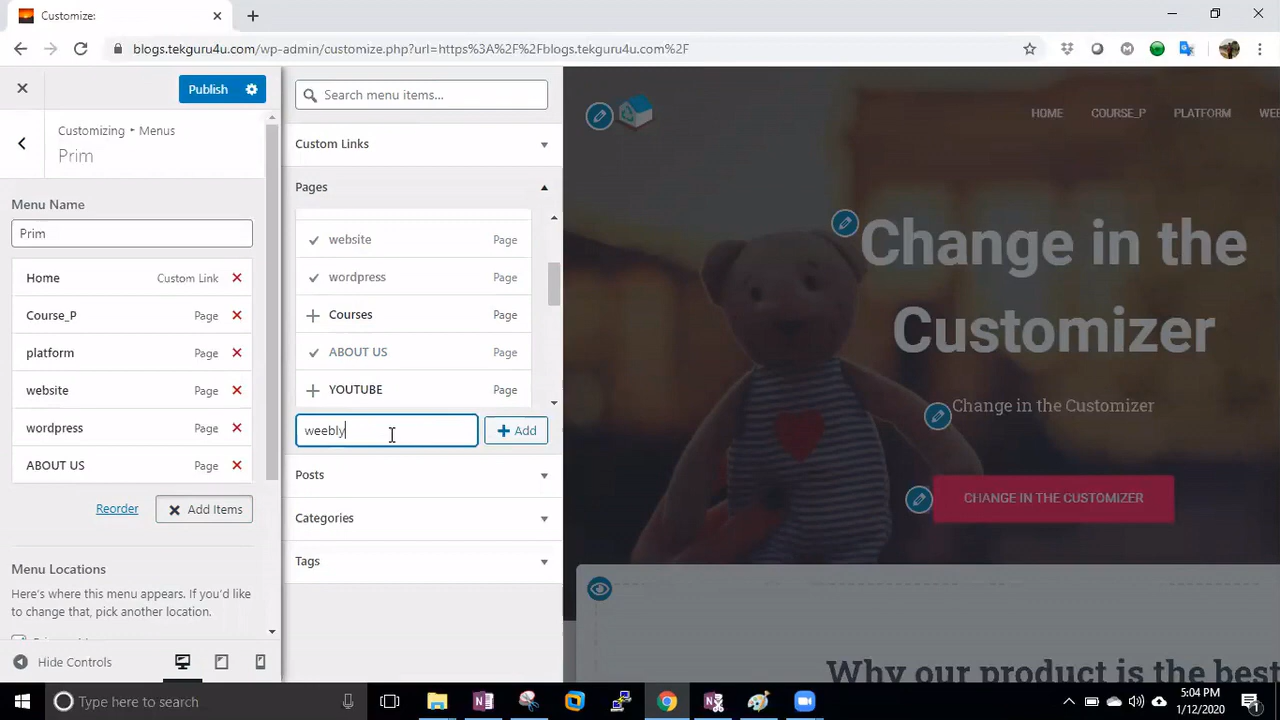 Customize:
blogs.tekguru4u.com/wp-admin/customize.php?url=https%3A%2F%2Fblogs.tekguru4u.com%2F
Publish
Customizing ▸ Menus
Prim
Menu Name
Prim
Home Custom Link
Course_P Page
platform Page
website Page
wordpress Page
ABOUT US Page
Reorder
Add Items
Menu Locations
Here's where this menu appears. If you'd like
to change that, pick another location.
Hide Controls
Search menu items...
Custom Links
Pages
website Page
wordpress Page
Courses Page
ABOUT US Page
YOUTUBE Page
weebly
Add
Posts
Categories
Tags
HOME COURSE_P PLATFORM
Change in the
Customizer
Change in the Customizer
CHANGE IN THE CUSTOMIZER
Why our product is the best
Type here to search
5:04 PM
1/12/2020